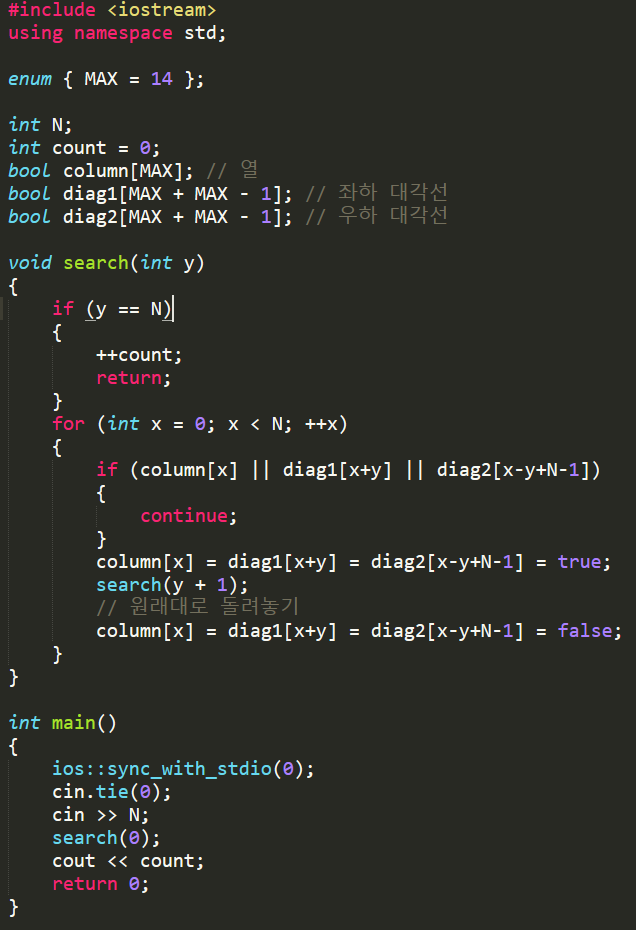 #include <iostream>
using namespace std;
enum { MAX = 14 };
int N;
int count = 0;
bool column[MAX]; // 열
bool diag1[MAX + MAX - 1]; // 좌하 대각선
bool diag2[MAX + MAX - 1]; // 우하 대각선
void search(int y)
{
    if (y == N)
    {
        ++count;
        return;
    }
    for (int x = 0; x < N; ++x)
    {
        if (column[x] || diag1[x+y] || diag2[x-y+N-1])
        {
            continue;
        }
        column[x] = diag1[x+y] = diag2[x-y+N-1] = true;
        search(y + 1);
        // 원래대로 돌려놓기
        column[x] = diag1[x+y] = diag2[x-y+N-1] = false;
    }
}
int main()
{
    ios::sync_with_stdio(0);
    cin.tie(0);
    cin >> N;
    search(0);
    cout << count;
    return 0;
}